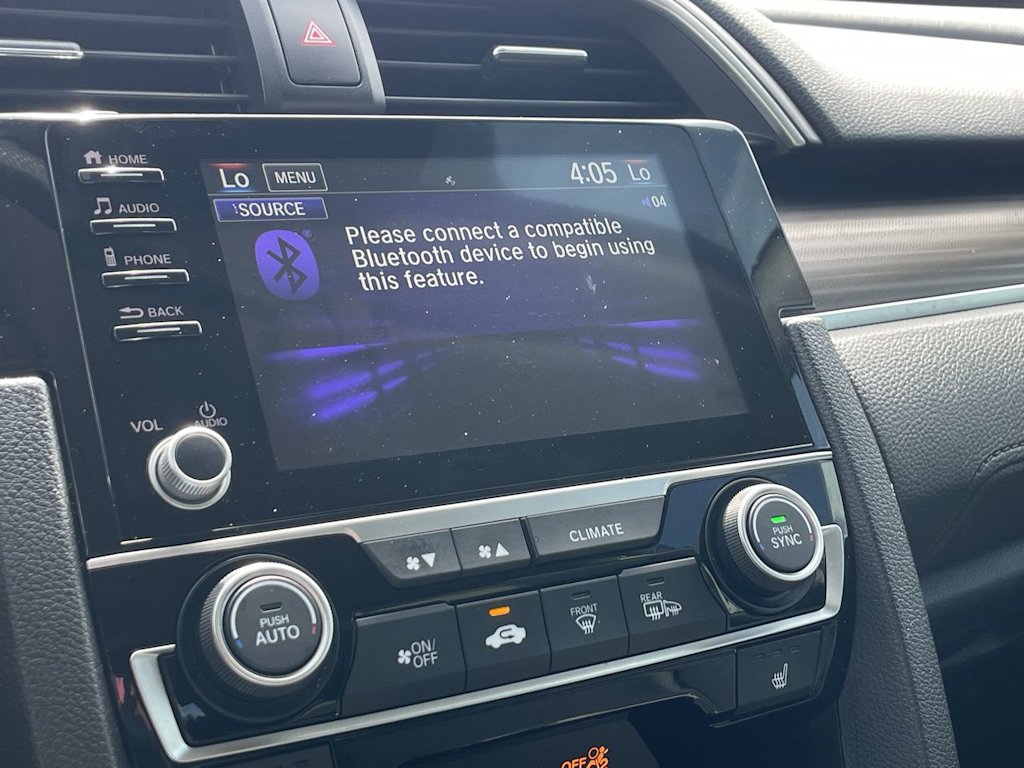 HOME
Lo MENU 4:05 Lo
AUDIO
SOURCE 04
PHONE
Please connect a compatible
Bluetooth device to begin using
this feature.
BACK
VOL AUDIO
CLIMATE
PUSH
SYNC
PUSH
AUTO
ON/
OFF
FRONT
REAR
OFF